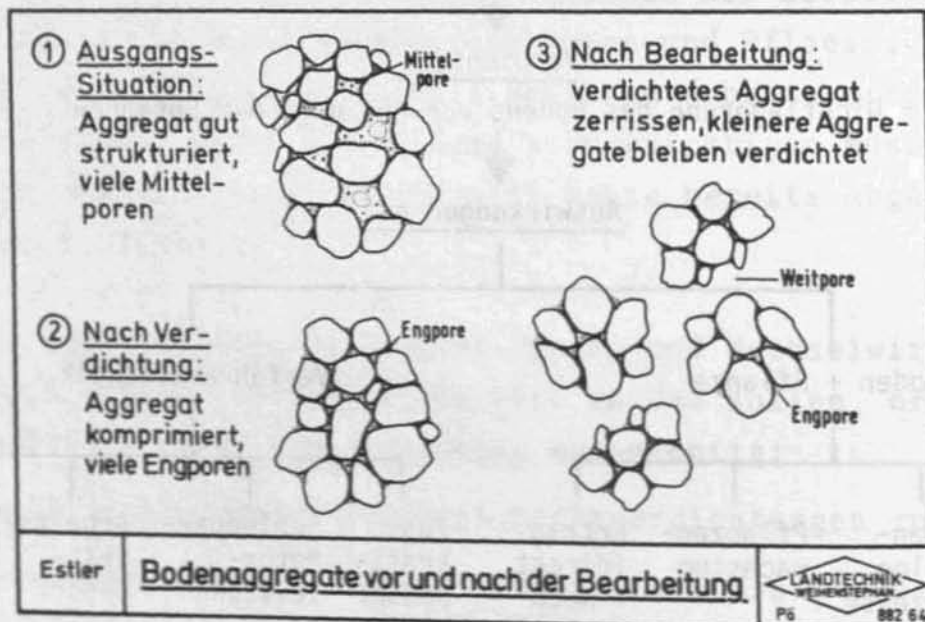 ① Ausgangs-
Situation:
Aggregat gut
strukturiert,
viele Mittel-
poren
Mittel-
pore
② Nach Ver-
dichtung:
Aggregat
komprimiert,
viele Engporen
Engpore
③ Nach Bearbeitung:
verdichtetes Aggregat
zerrissen, kleinere Aggre-
gate bleiben verdichtet
Weitpore
Engpore
Estler
Bodenaggregate vor und nach der Bearbeitung
LANDTECHNIK
WEIHENSTEPHAN
Pö 882 64